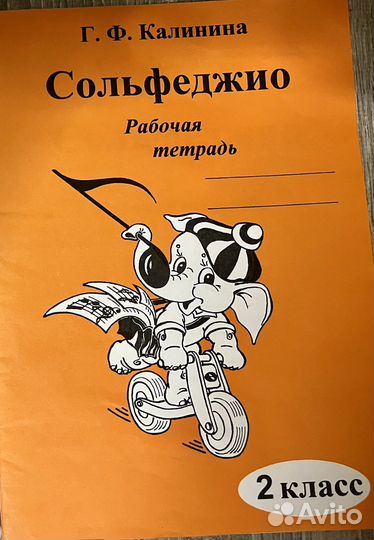 Г. Ф. Калинина
Сольфеджио
Рабочая
тетрадь
2 класс
Avito